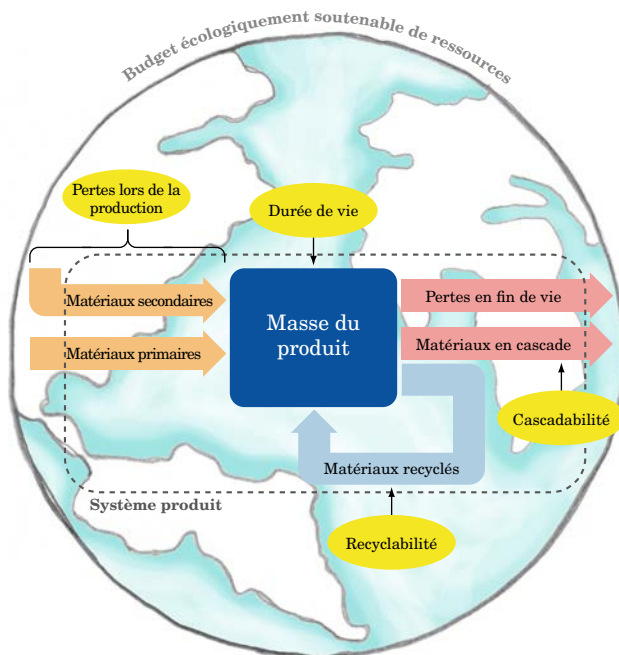 Budget écologiquement soutenable de ressources
Pertes lors de la
production
Durée de vie
Matériaux secondaires
Matériaux primaires
Masse du
produit
Pertes en fin de vie
Matériaux en cascade
Cascadabilité
Matériaux recyclés
Système produit
Recyclabilité